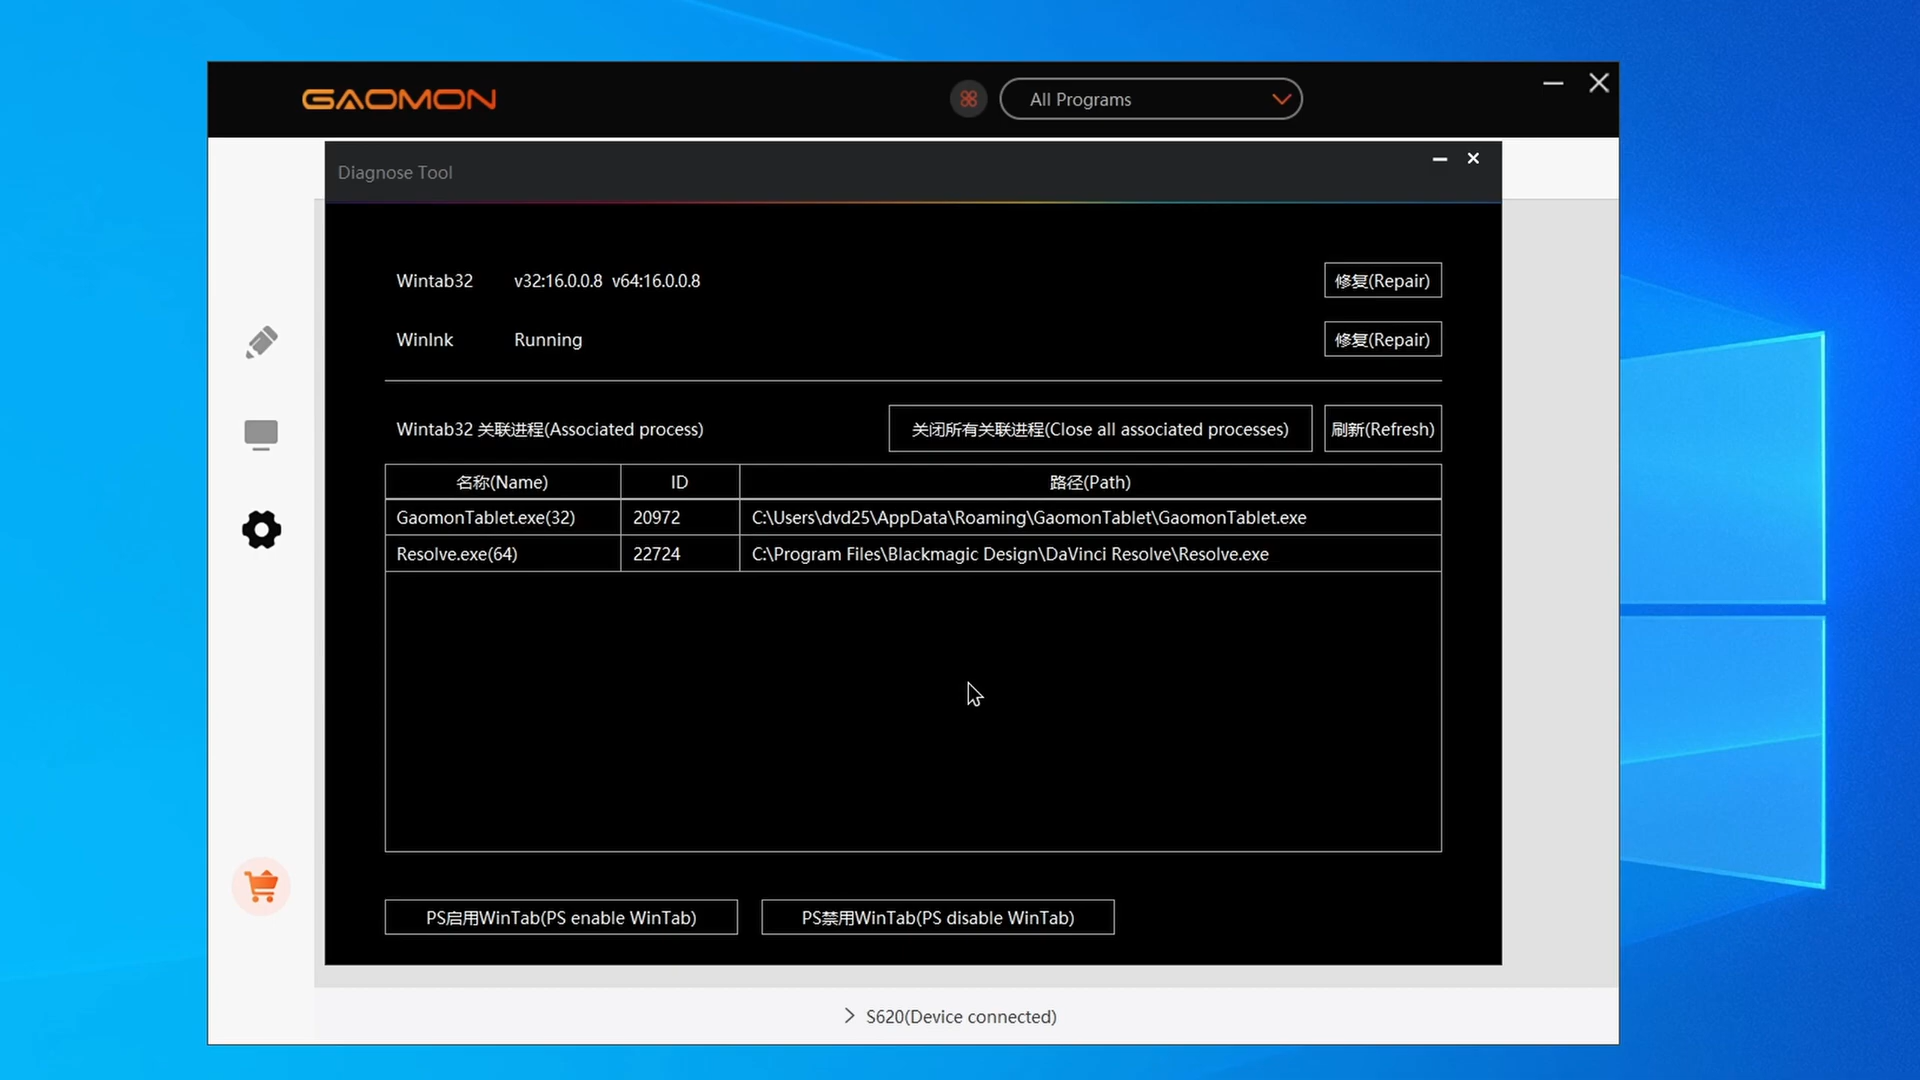 GAOMON
All Programs
Diagnose Tool
Wintab32 v32:16.0.0.8 v64:16.0.0.8 修复(Repair)
WinInk Running 修复(Repair)
Wintab32 关联进程(Associated process) 关闭所有关联进程(Close all associated processes) 刷新(Refresh)
名称(Name) ID 路径(Path)
GaomonTablet.exe(32) 20972 C:\Users\dvd25\AppData\Roaming\GaomonTablet\GaomonTablet.exe
Resolve.exe(64) 22724 C:\Program Files\Blackmagic Design\DaVinci Resolve\Resolve.exe
PS启用WinTab(PS enable WinTab) PS禁用WinTab(PS disable WinTab)
S620(Device connected)